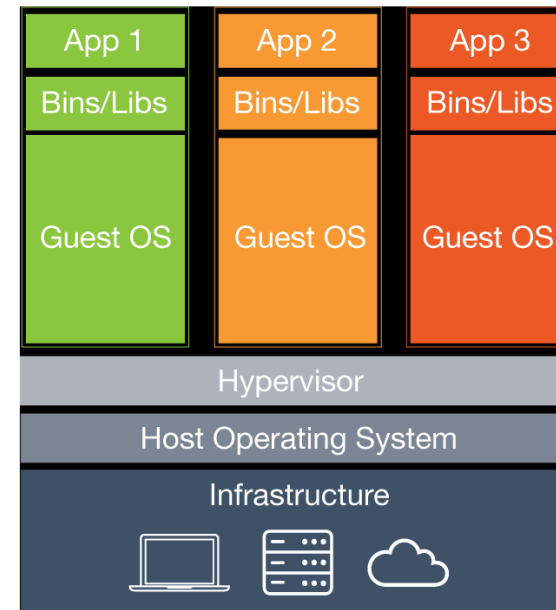 App 1
App 2
App 3
Bins/Libs
Bins/Libs
Bins/Libs
Guest OS
Guest OS
Guest OS
Hypervisor
Host Operating System
Infrastructure